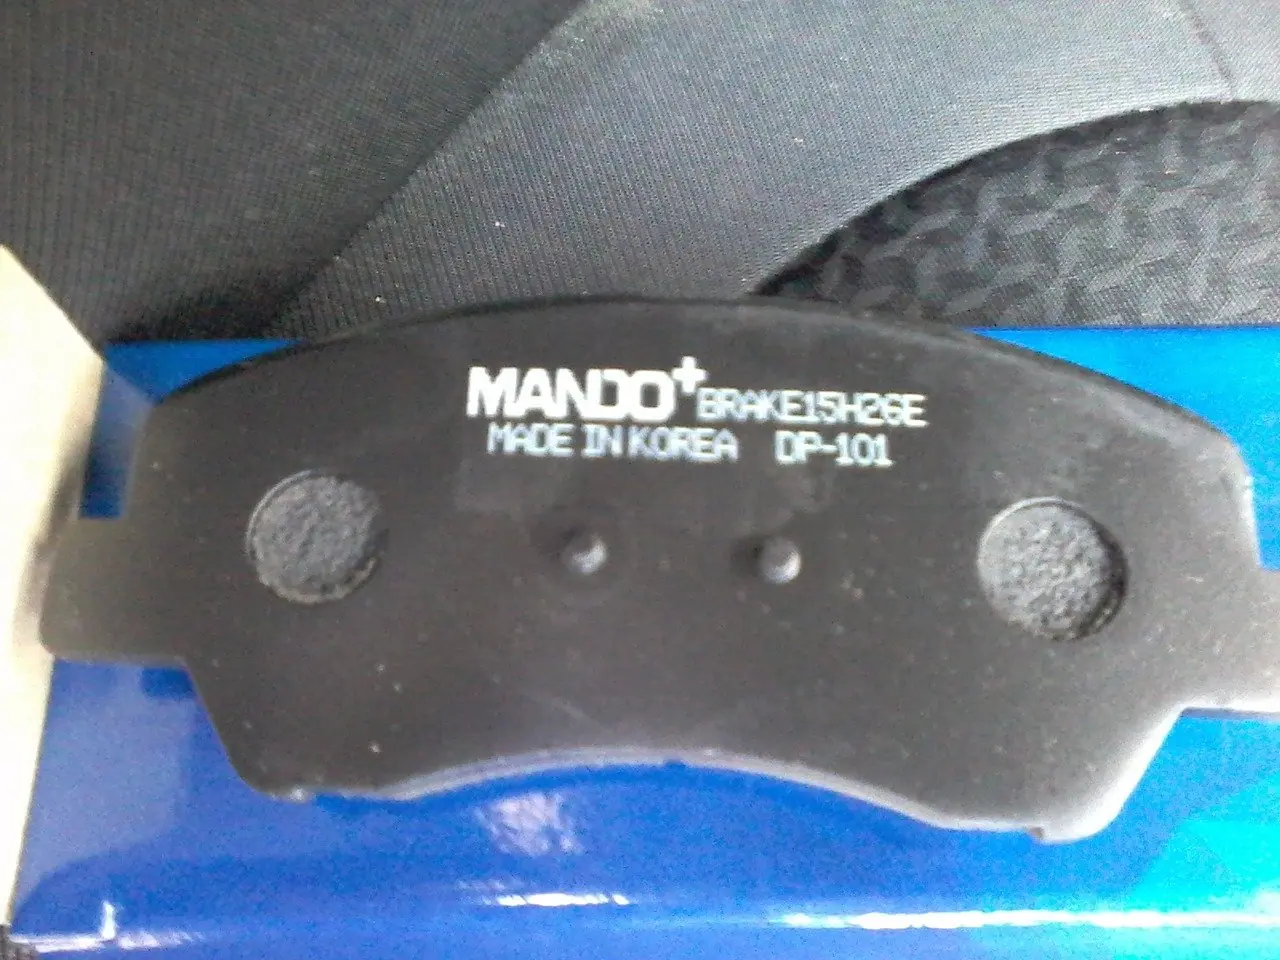 MANDO+ BRAKE15H26E
MADE IN KOREA DP-101